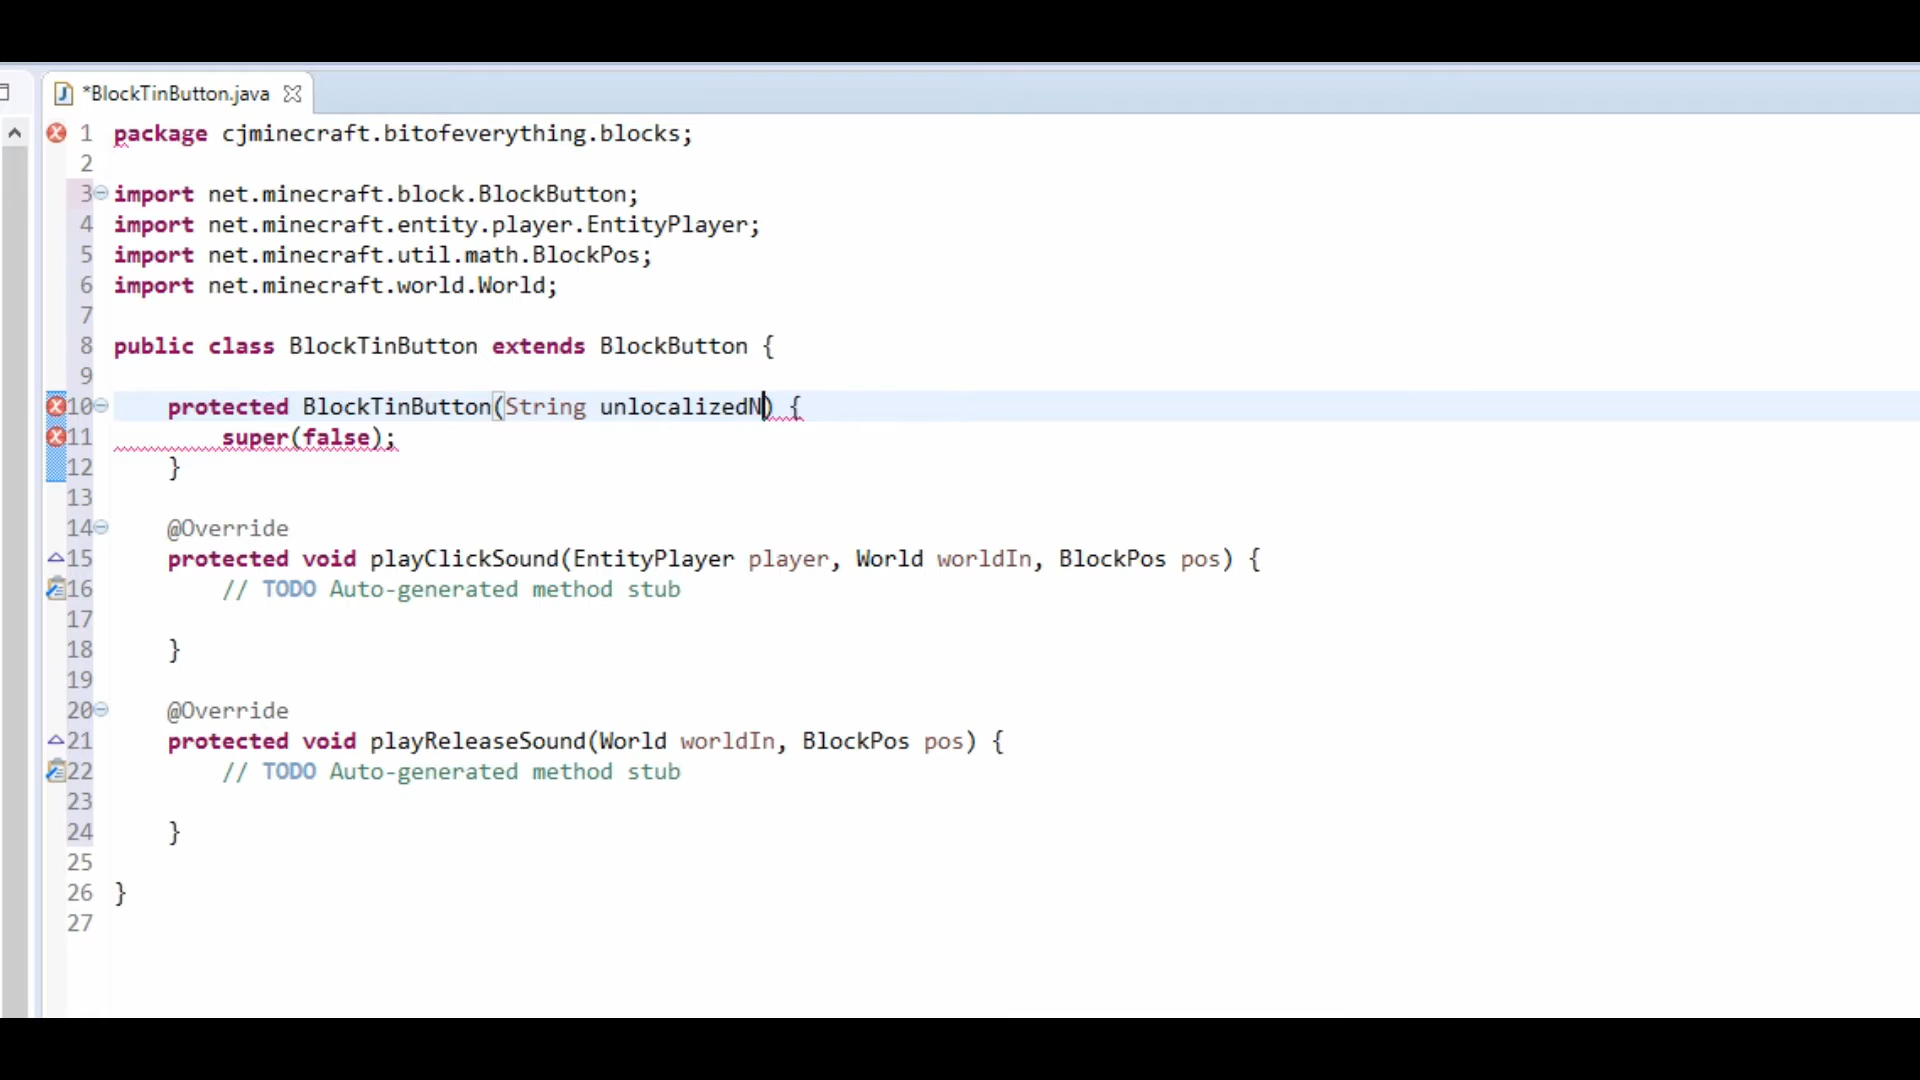 *BlockTinButton.java
1 package cjminecraft.bitofeverything.blocks;
2
3 import net.minecraft.block.BlockButton;
4 import net.minecraft.entity.player.EntityPlayer;
5 import net.minecraft.util.math.BlockPos;
6 import net.minecraft.world.World;
7
8 public class BlockTinButton extends BlockButton {
9
10 protected BlockTinButton(String unlocalizedN) {
11 super(false);
12 }
13
14 @Override
15 protected void playClickSound(EntityPlayer player, World worldIn, BlockPos pos) {
16 // TODO Auto-generated method stub
17
18 }
19
20 @Override
21 protected void playReleaseSound(World worldIn, BlockPos pos) {
22 // TODO Auto-generated method stub
23
24 }
25
26 }
27